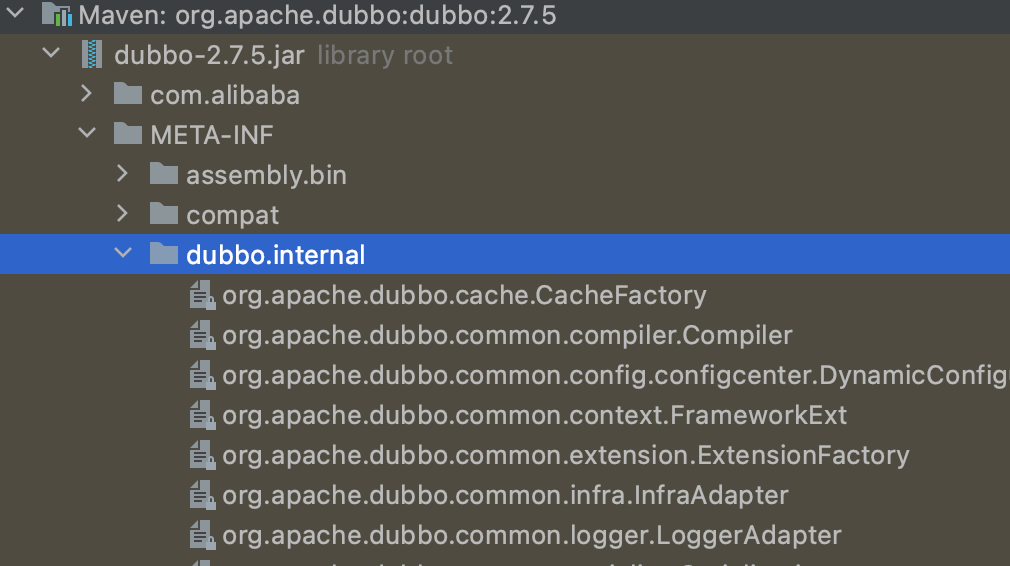 Maven: org.apache.dubbo:dubbo:2.7.5
dubbo-2.7.5.jar library root
com.alibaba
META-INF
assembly.bin
compat
dubbo.internal
org.apache.dubbo.cache.CacheFactory
org.apache.dubbo.common.compiler.Compiler
org.apache.dubbo.common.config.configcenter.DynamicConfigu
org.apache.dubbo.common.context.FrameworkExt
org.apache.dubbo.common.extension.ExtensionFactory
org.apache.dubbo.common.infra.InfraAdapter
org.apache.dubbo.common.logger.LoggerAdapter